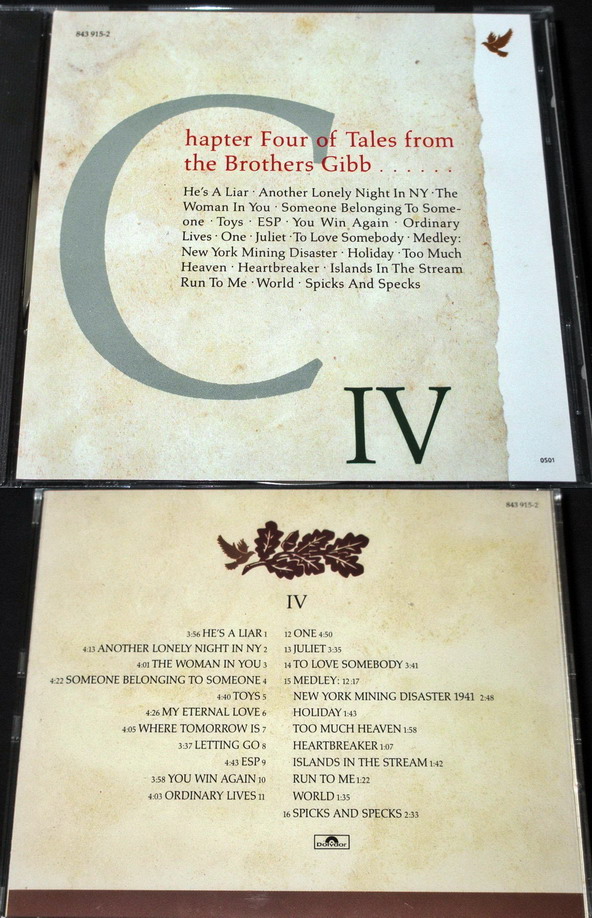 843 915-2
Chapter Four of Tales from
the Brothers Gibb . . . . . .
He's A Liar · Another Lonely Night In NY · The
Woman In You · Someone Belonging To Some-
one · Toys · ESP · You Win Again · Ordinary
Lives · One · Juliet · To Love Somebody · Medley:
New York Mining Disaster · Holiday · Too Much
Heaven · Heartbreaker · Islands In The Stream
Run To Me · World · Spicks And Specks
IV
0501
843 915-2
IV
3:56 HE'S A LIAR 1
4:13 ANOTHER LONELY NIGHT IN NY 2
4:01 THE WOMAN IN YOU 3
4:22 SOMEONE BELONGING TO SOMEONE 4
4:40 TOYS 5
4:26 MY ETERNAL LOVE 6
4:05 WHERE TOMORROW IS 7
3:37 LETTING GO 8
4:43 ESP 9
3:58 YOU WIN AGAIN 10
4:03 ORDINARY LIVES 11
12 ONE 4:50
13 JULIET 3:35
14 TO LOVE SOMEBODY 3:41
15 MEDLEY: 12:17
NEW YORK MINING DISASTER 1941 2:48
HOLIDAY 1:43
TOO MUCH HEAVEN 1:58
HEARTBREAKER 1:07
ISLANDS IN THE STREAM 1:42
RUN TO ME 1:22
WORLD 1:35
16 SPICKS AND SPECKS 2:33
Polydor